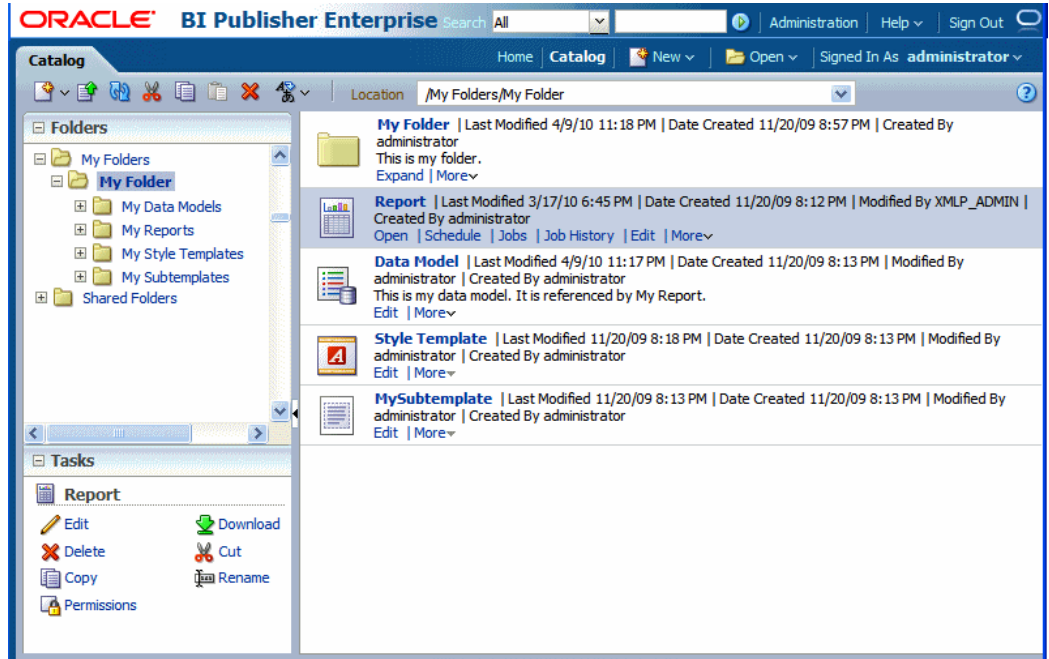 ORACLE BI Publisher Enterprise Search All Administration Help Sign Out
Catalog Home Catalog New Open Signed In As administrator
Location /My Folders/My Folder
Folders
My Folders
My Folder
My Data Models
My Reports
My Style Templates
My Subtemplates
Shared Folders
Tasks
Report
Edit Download
Delete Cut
Copy Rename
Permissions
My Folder | Last Modified 4/9/10 11:18 PM | Date Created 11/20/09 8:57 PM | Created By
administrator
This is my folder.
Expand | More
Report | Last Modified 3/17/10 6:45 PM | Date Created 11/20/09 8:12 PM | Modified By XMLP_ADMIN |
Created By administrator
Open | Schedule | Jobs | Job History | Edit | More
Data Model | Last Modified 4/9/10 11:17 PM | Date Created 11/20/09 8:13 PM | Modified By
administrator | Created By administrator
This is my data model. It is referenced by My Report.
Edit | More
Style Template | Last Modified 11/20/09 8:18 PM | Date Created 11/20/09 8:13 PM | Modified By
administrator | Created By administrator
Edit | More
MySubtemplate | Last Modified 11/20/09 8:13 PM | Date Created 11/20/09 8:13 PM | Modified By
administrator | Created By administrator
Edit | More